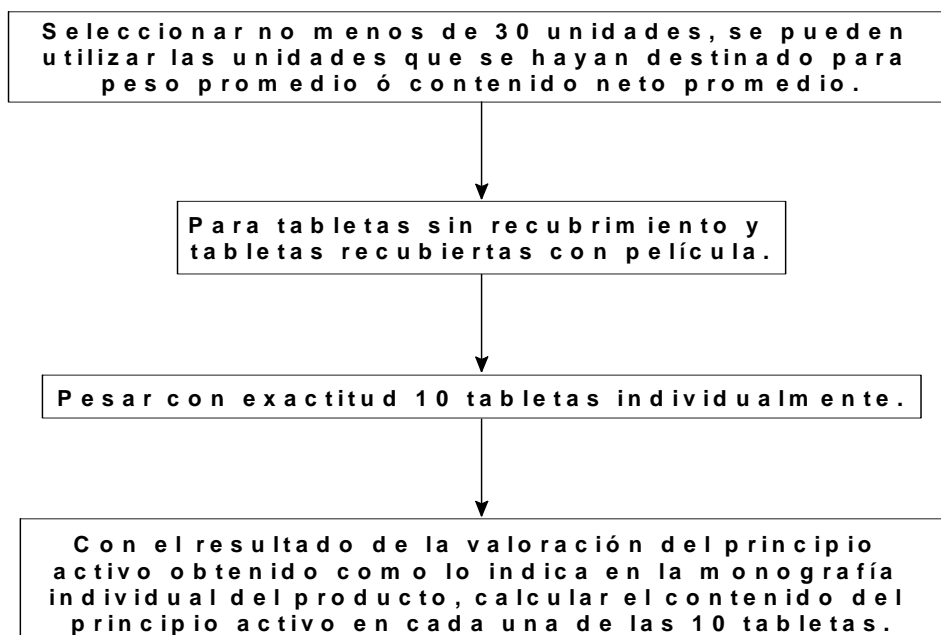 Seleccionar no menos de 30 unidades, se pueden
utilizar las unidades que se hayan destinado para
peso promedio ó contenido neto promedio.
Para tabletas sin recubrimiento y
tabletas recubiertas con película.
Pesar con exactitud 10 tabletas individualmente.
Con el resultado de la valoración del principio
activo obtenido como lo indica en la monografía
individual del producto, calcular el contenido del
principio activo en cada una de las 10 tabletas.